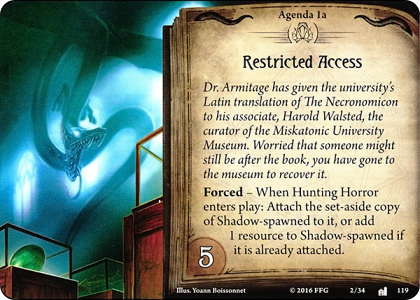 Agenda 1a
Restricted Access
Dr. Armitage has given the university's
Latin translation of The Necronomicon
to his associate, Harold Walsted, the
curator of the Miskatonic University
Museum. Worried that someone might
still be after the book, you have gone to
the museum to recover it.
Forced – When Hunting Horror
enters play: Attach the set-aside copy
of Shadow-spawned to it, or add
1 resource to Shadow-spawned if
it is already attached.
5
Illus. Yoann Boissonnet
© 2016 FFG
2/34
119